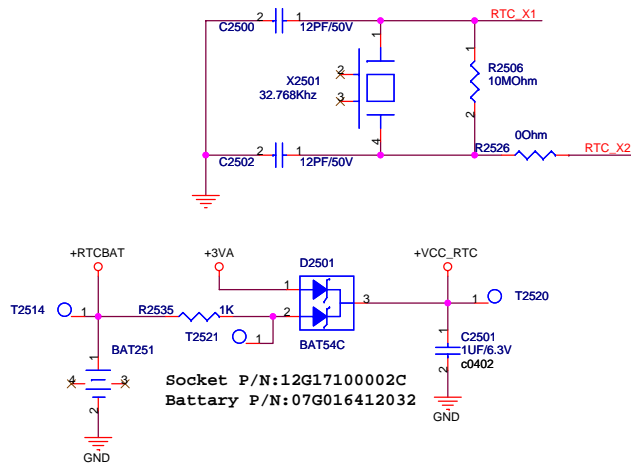 RTC_X1
2 1
C2500 12PF/50V
1
1
2
X2501
32.768Khz
3
R2506
10MOhm
2
4
2 1
C2502 12PF/50V
0Ohm
R2526
RTC_X2
+RTCBAT
+3VA
+VCC_RTC
D2501
T2514 1
R2535 1K
1
2
3
1 T2520
T2521 1
BAT54C
1
BAT251
4 3
2
GND
1
C2501
1UF/6.3V
c0402
2
GND
Socket P/N:12G17100002C
Battary P/N:07G016412032